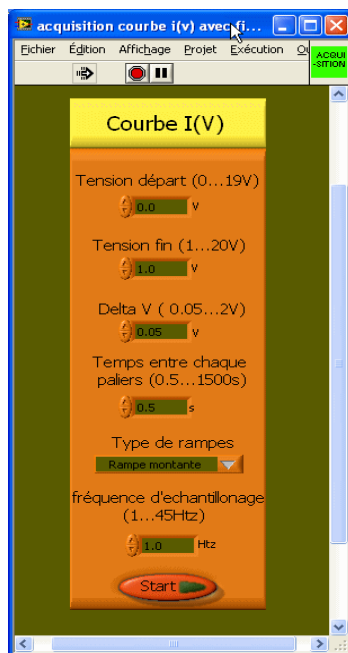 acquisition courbe i(v) avec fi...
Fichier Édition Affichage Projet Exécution
ACQUI
-SITION
Courbe I(V)
Tension départ (0...19V)
0.0 V
Tension fin (1...20V)
1.0 V
Delta V ( 0.05...2V)
0.05 V
Temps entre chaque
paliers (0.5...1500s)
0.5 s
Type de rampes
Rampe montante
fréquence d'echantillonage
(1...45Htz)
1.0 Htz
Start